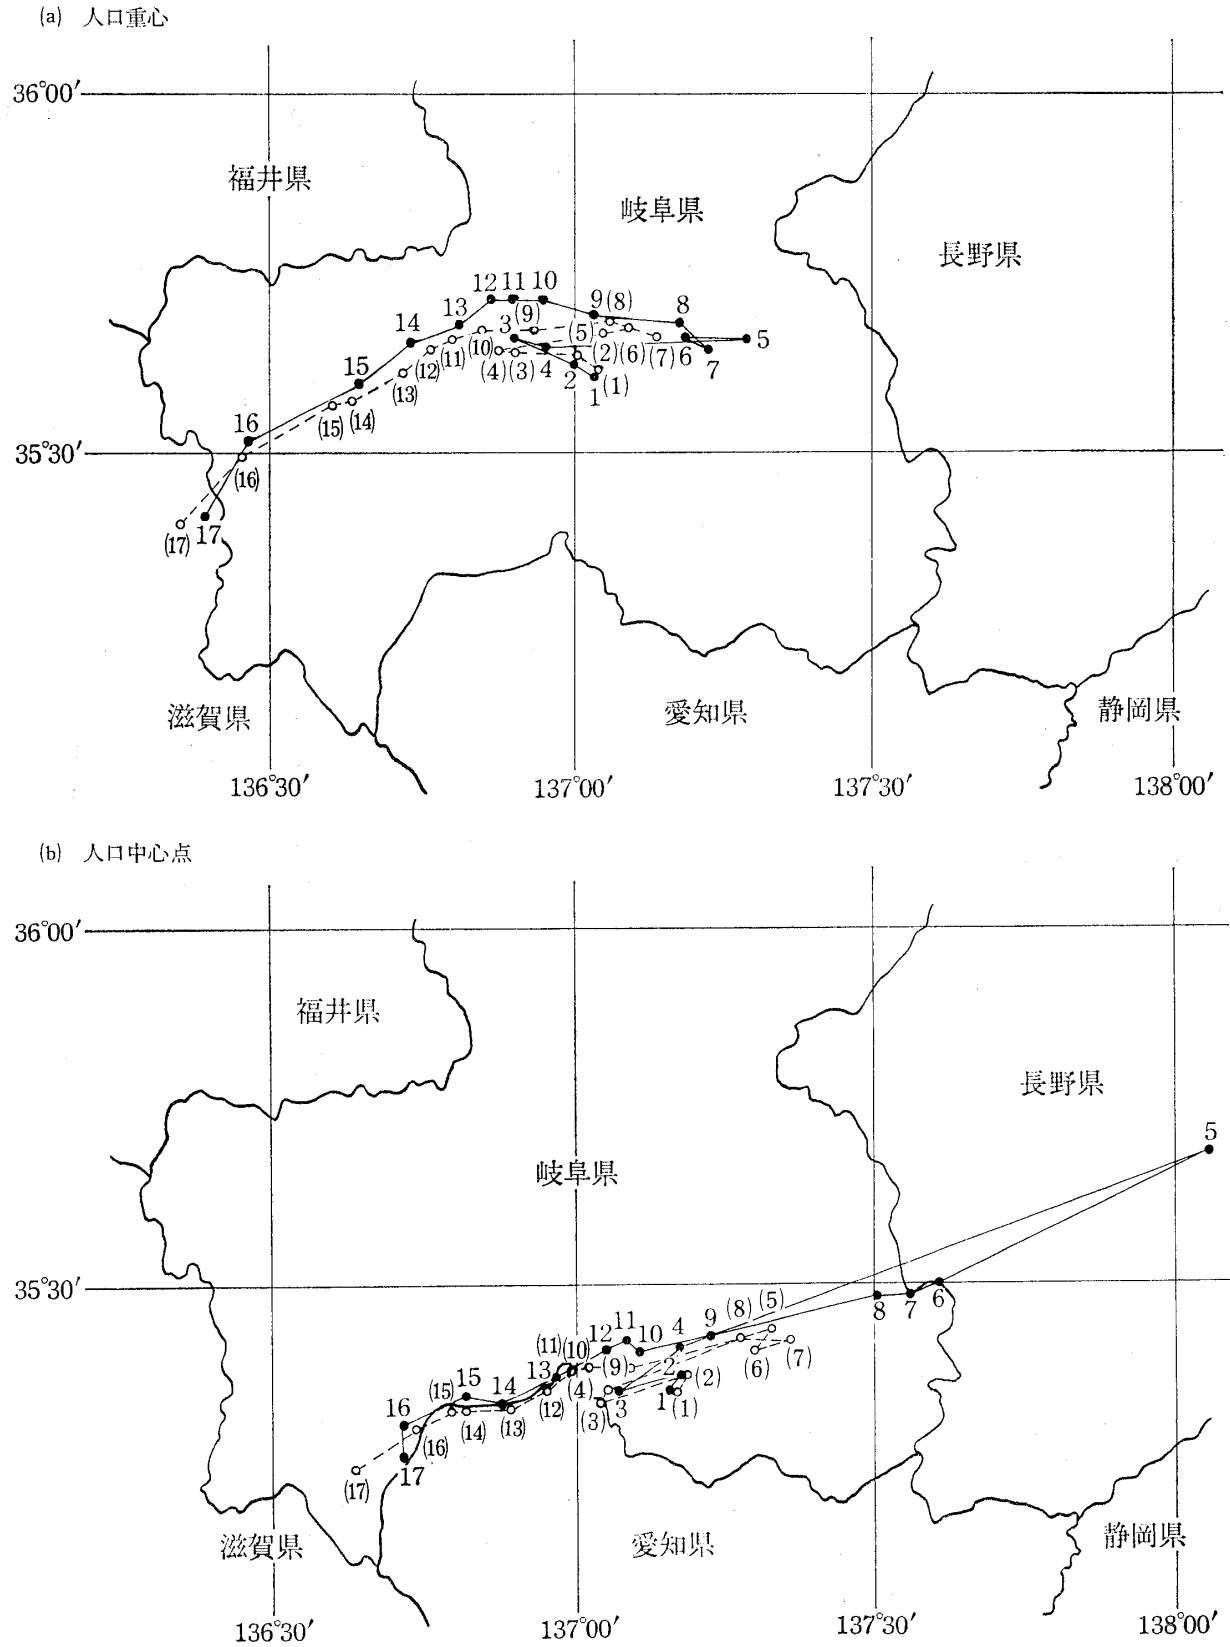 (a) 人口重心
36°00′
福井県
岐阜県
長野県
12 11 10
9 (8) 8
13 (9)
14 3 (5) 5
(11) (10) 4 (2) (6) (7) 6 7
15 (12) (4) (3) 2
(13) 1 (1)
16 (15) (14)
35°30′
(16)
(17) 17
滋賀県
愛知県
静岡県
136°30′ 137°00′ 137°30′ 138°00′
(b) 人口中心点
36°00′
福井県
長野県
5
岐阜県
35°30′
8 7 6
(8) (5)
11 4 9
12 10
(11) (10) (6) (7)
13 (9) 2 (2)
(15) 15 14 (4)
16 (12) 3 1 (1)
(14) (13) (3)
(16)
17
(17)
滋賀県
愛知県
静岡県
136°30′ 137°00′ 137°30′ 138°00′